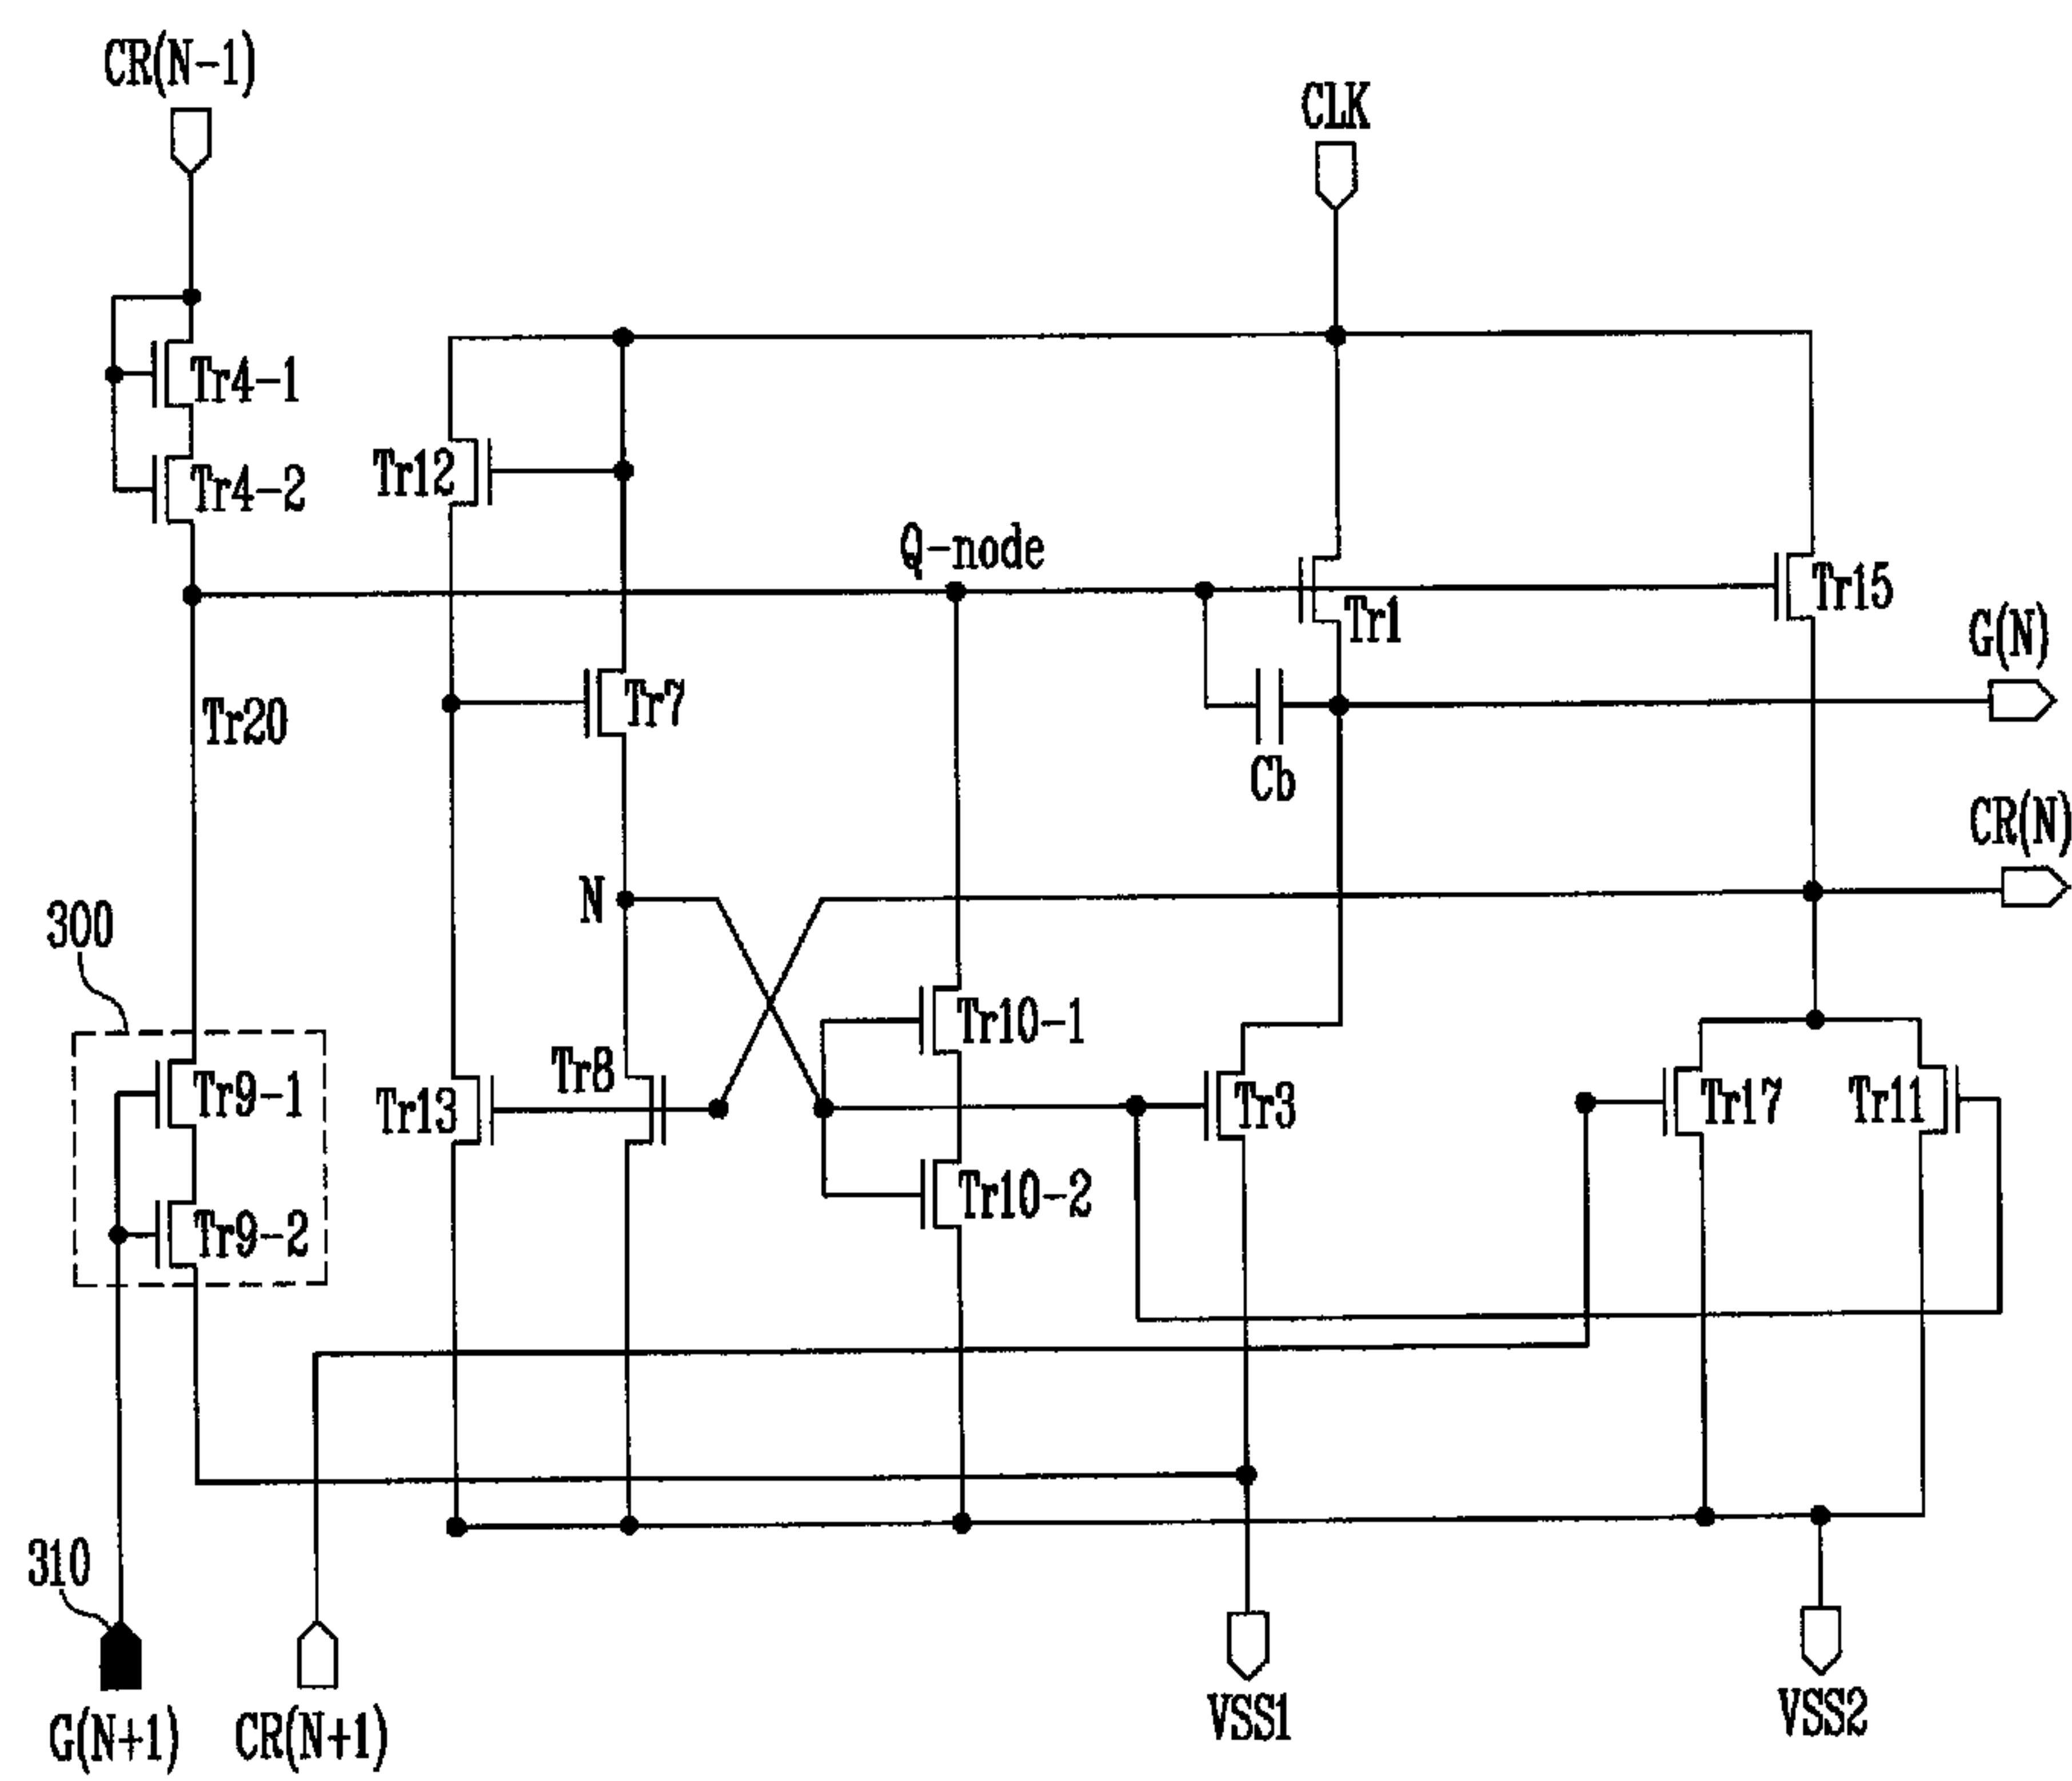 CR(N-1)
CLK
Tr4-1
Tr12
Tr4-2
Q-node
Tr15
Tr1
G(N)
Tr7
Tr20
Cb
CR(N)
N
300
Tr10-1
Tr8
Tr9-1
Tr13
Tr3
Tr17
Tr11
Tr10-2
Tr9-2
310
G(N+1)
CR(N+1)
VSS1
VSS2